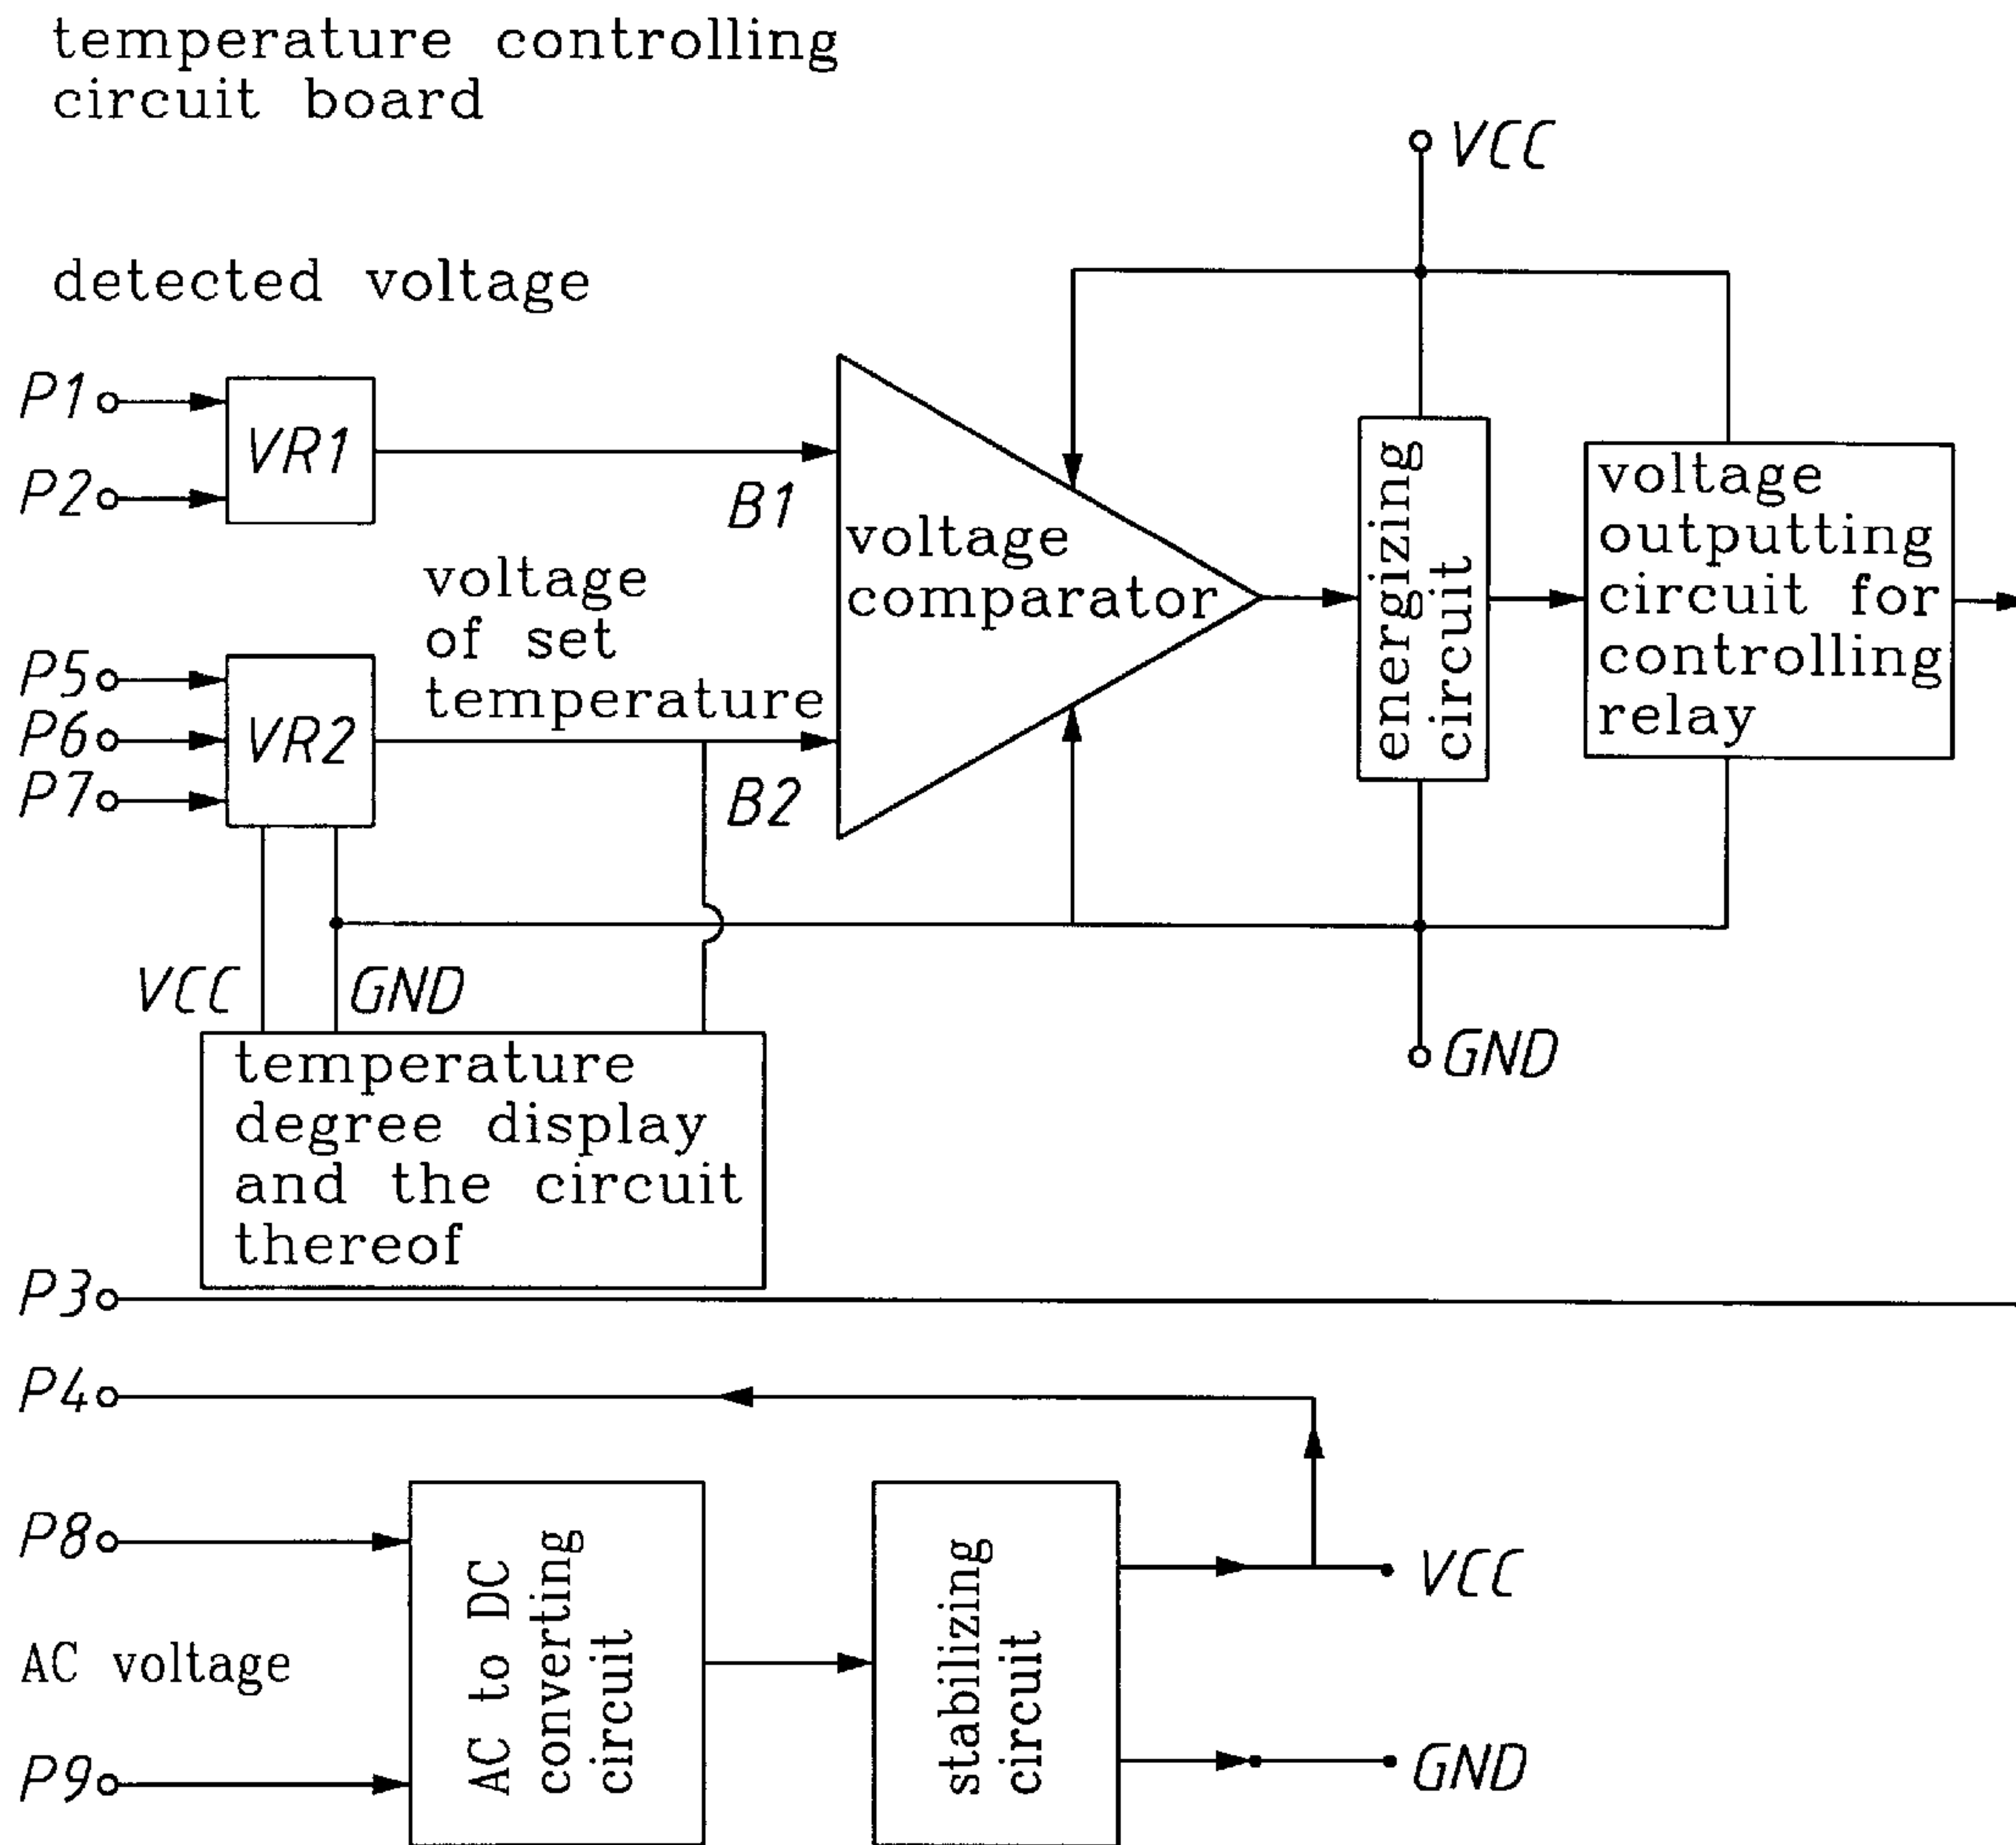 temperature controlling
circuit board
VCC
detected voltage
P1
VR1
P2
B1
voltage
comparator
energizing
circuit
voltage
outputting
circuit for
controlling
relay
voltage
of set
temperature
P5
P6
VR2
P7
B2
VCC
GND
GND
temperature
degree display
and the circuit
thereof
P3
P4
P8
AC to DC
converting
circuit
stabilizing
circuit
VCC
AC voltage
P9
GND